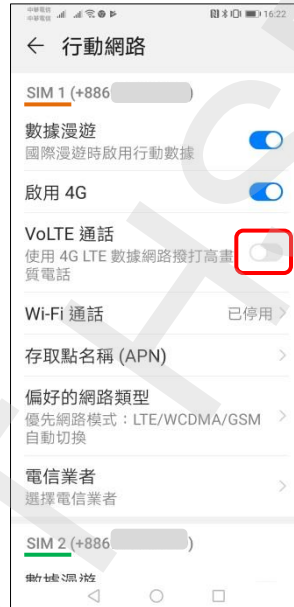 中華電信
中華電信
16:22
← 行動網路
SIM 1 (+886 )
數據漫遊
國際漫遊時啟用行動數據
啟用 4G
VoLTE 通話
使用 4G LTE 數據網路撥打高畫
質電話
Wi-Fi 通話 已停用
存取點名稱 (APN)
偏好的網路類型
優先網路模式：LTE/WCDMA/GSM
自動切換
電信業者
選擇電信業者
SIM 2 (+886 )
數據漫遊